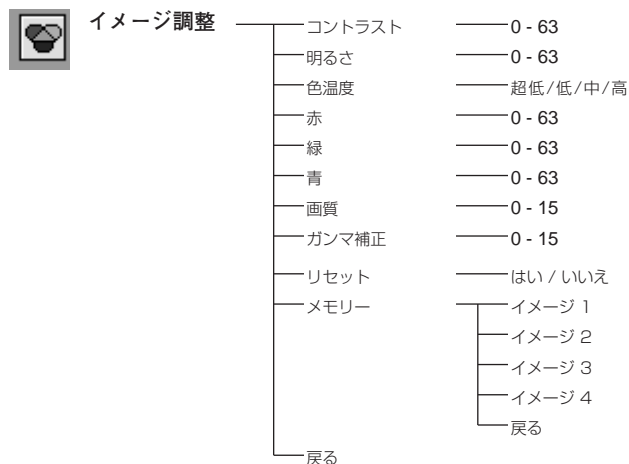 イメージ調整
コントラスト 0 - 63
明るさ 0 - 63
色温度 超低/低/中/高
赤 0 - 63
緑 0 - 63
青 0 - 63
画質 0 - 15
ガンマ補正 0 - 15
リセット はい / いいえ
メモリー イメージ 1
イメージ 2
イメージ 3
イメージ 4
戻る
戻る